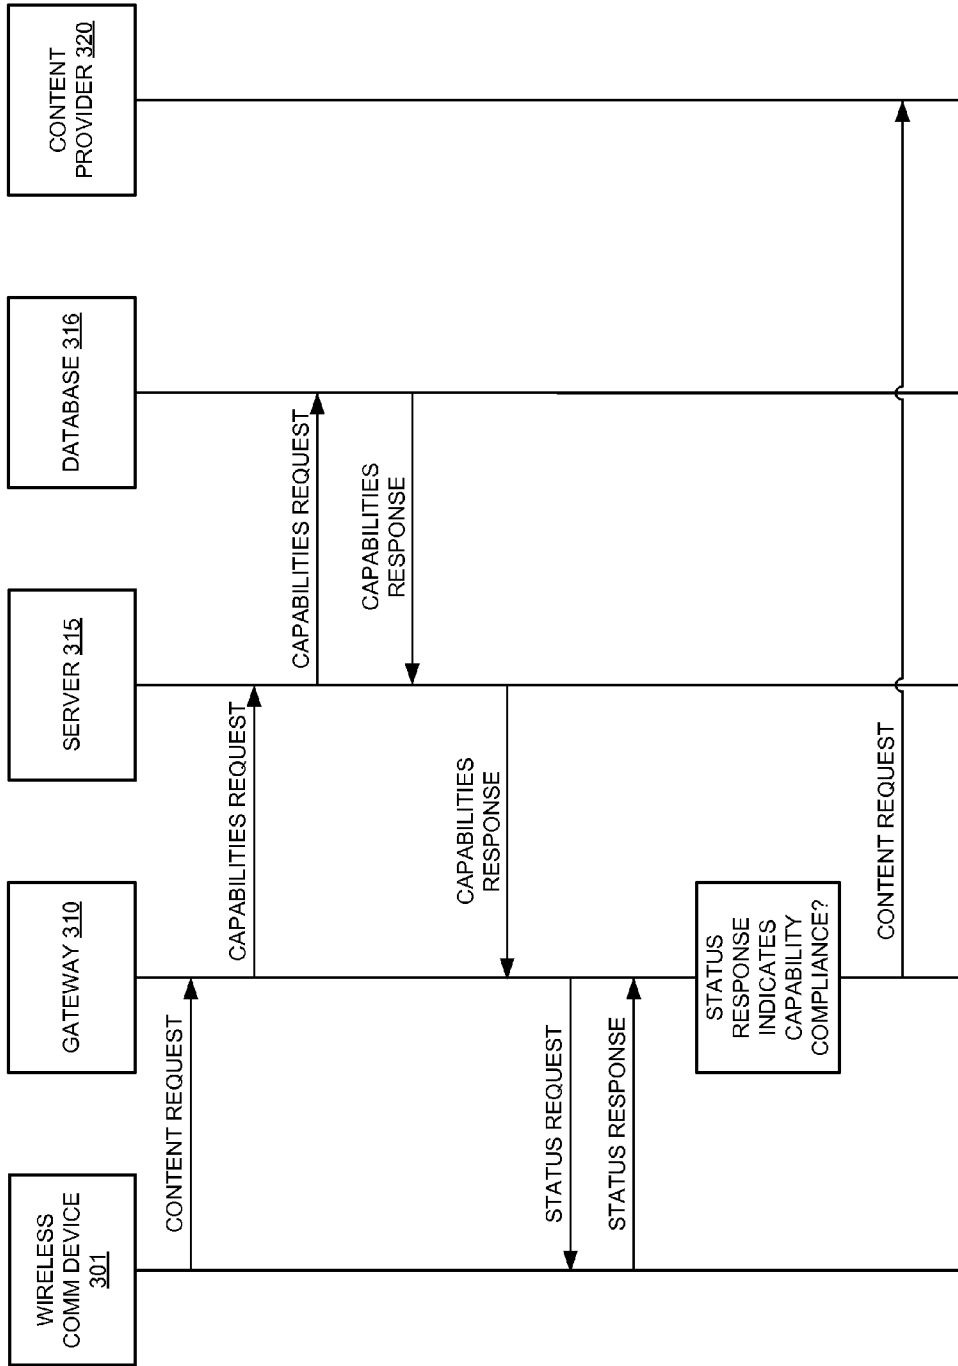 WIRELESS
COMM DEVICE
301
GATEWAY 310
SERVER 315
DATABASE 316
CONTENT
PROVIDER 320
CONTENT REQUEST
CAPABILITIES REQUEST
CAPABILITIES REQUEST
CAPABILITIES
RESPONSE
CAPABILITIES
RESPONSE
STATUS REQUEST
STATUS RESPONSE
STATUS
RESPONSE
INDICATES
CAPABILITY
COMPLIANCE?
CONTENT REQUEST